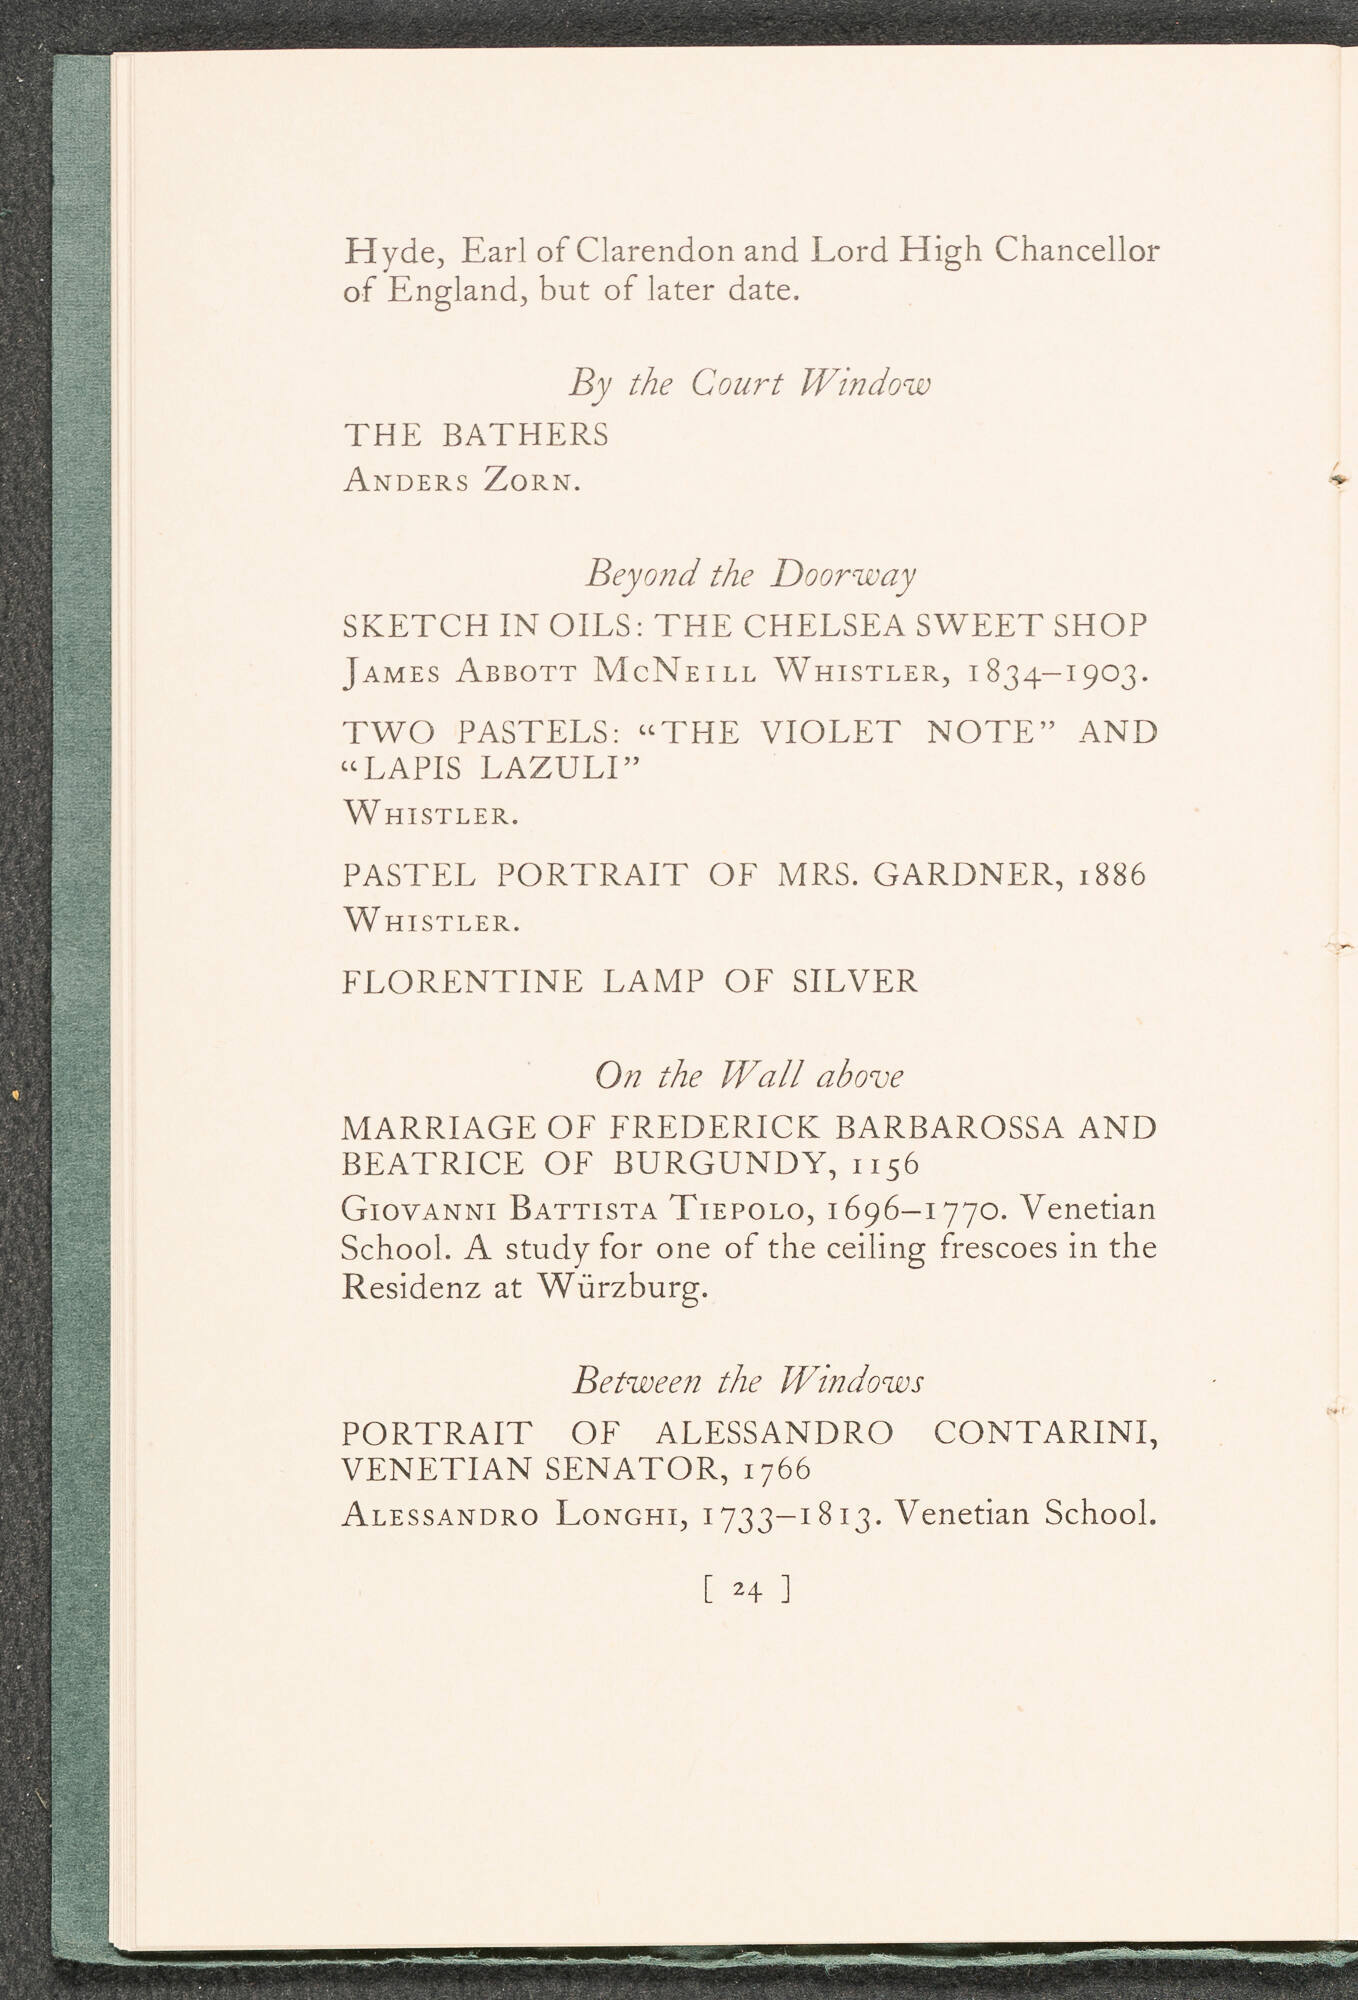 Hyde, Earl of Clarendon and Lord High Chancellor
of England, but of later date.
By the Court Window
THE BATHERS
ANDERS ZORN.
Beyond the Doorway
SKETCH IN OILS: THE CHELSEA SWEET SHOP
JAMES ABBOTT MCNEILL WHISTLER, 1834–1903.
TWO PASTELS: “THE VIOLET NOTE” AND
“LAPIS LAZULI”
WHISTLER.
PASTEL PORTRAIT OF MRS. GARDNER, 1886
WHISTLER.
FLORENTINE LAMP OF SILVER
On the Wall above
MARRIAGE OF FREDERICK BARBAROSSA AND
BEATRICE OF BURGUNDY, 1156
GIOVANNI BATTISTA TIEPOLO, 1696–1770. Venetian
School. A study for one of the ceiling frescoes in the
Residenz at Würzburg.
Between the Windows
PORTRAIT OF ALESSANDRO CONTARINI,
VENETIAN SENATOR, 1766
ALESSANDRO LONGHI, 1733–1813. Venetian School.
[ 24 ]